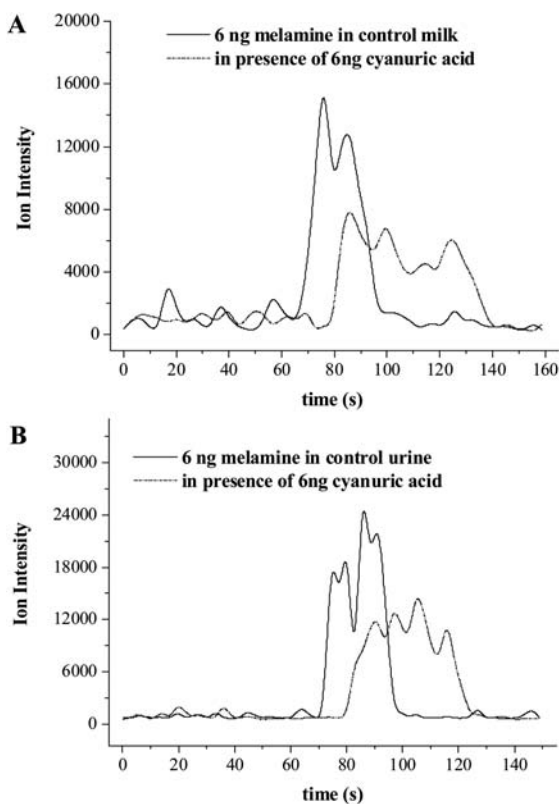 A
20000
16000
12000
8000
4000
0
Ion Intensity
6 ng melamine in control milk
in presence of 6ng cyanuric acid
0 20 40 60 80 100 120 140 160
time (s)
B
30000
24000
18000
12000
6000
0
Ion Intensity
6 ng melamine in control urine
in presence of 6ng cyanuric acid
0 20 40 60 80 100 120 140
time (s)